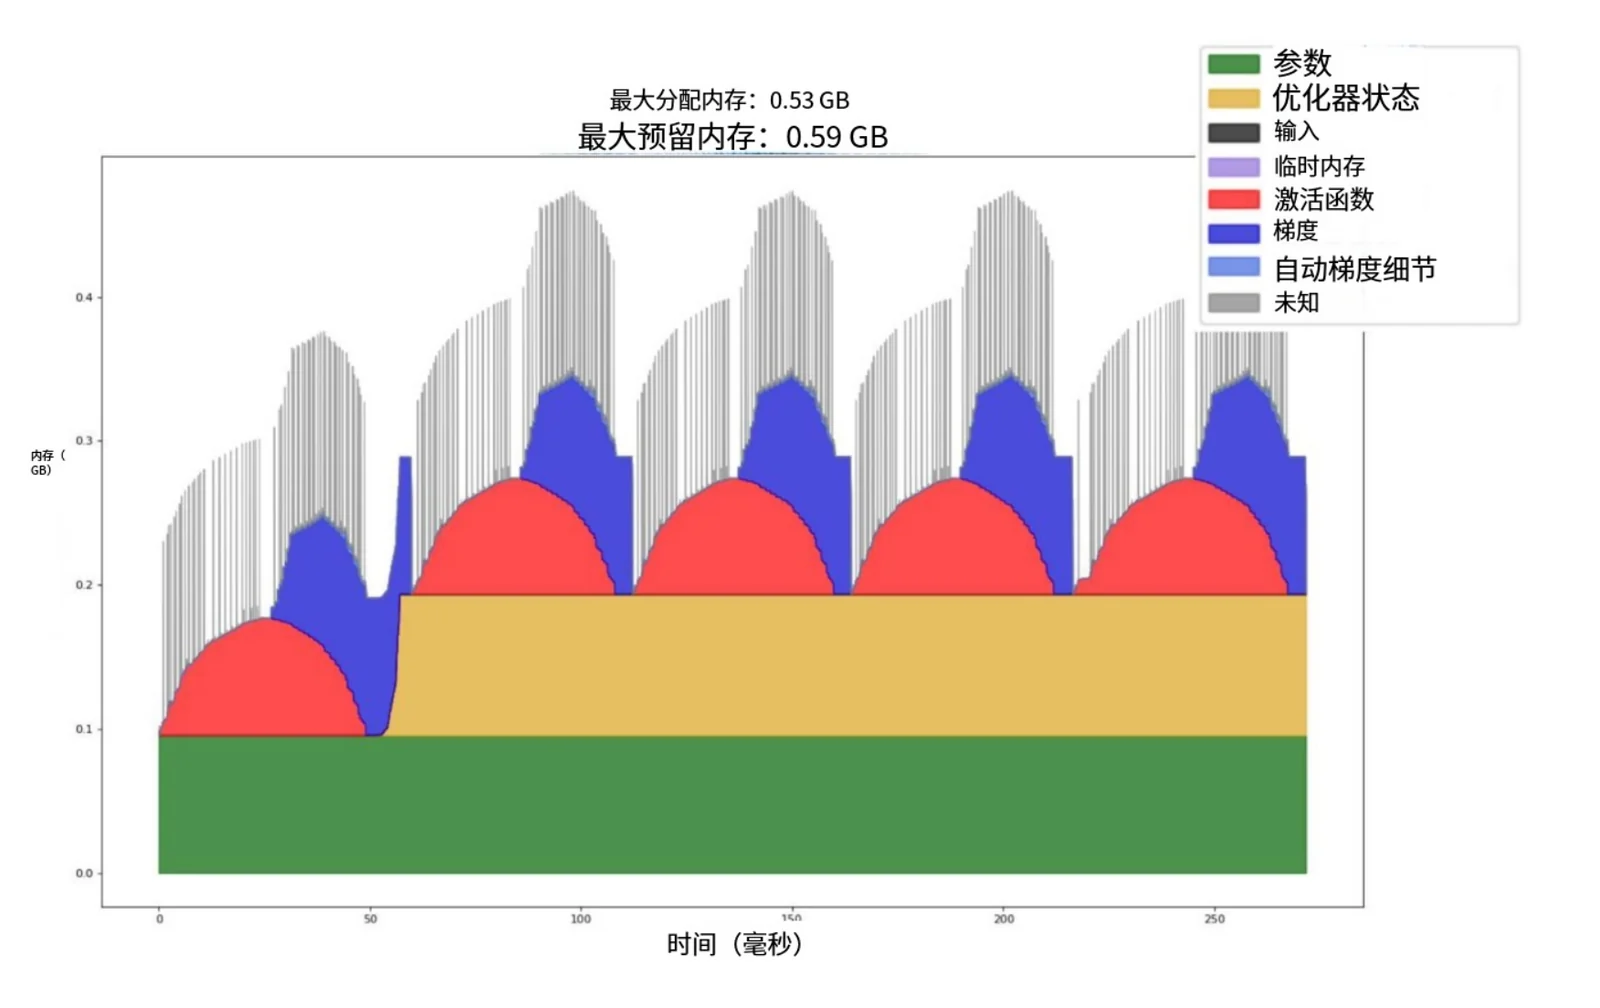 最大分配内存：0.53 GB
最大预留内存：0.59 GB
参数
优化器状态
输入
临时内存
激活函数
梯度
自动梯度细节
未知
0.4
0.3
内存（
GB）
0.2
0.1
0.0
0 50 100 150 200 250
时间（毫秒）